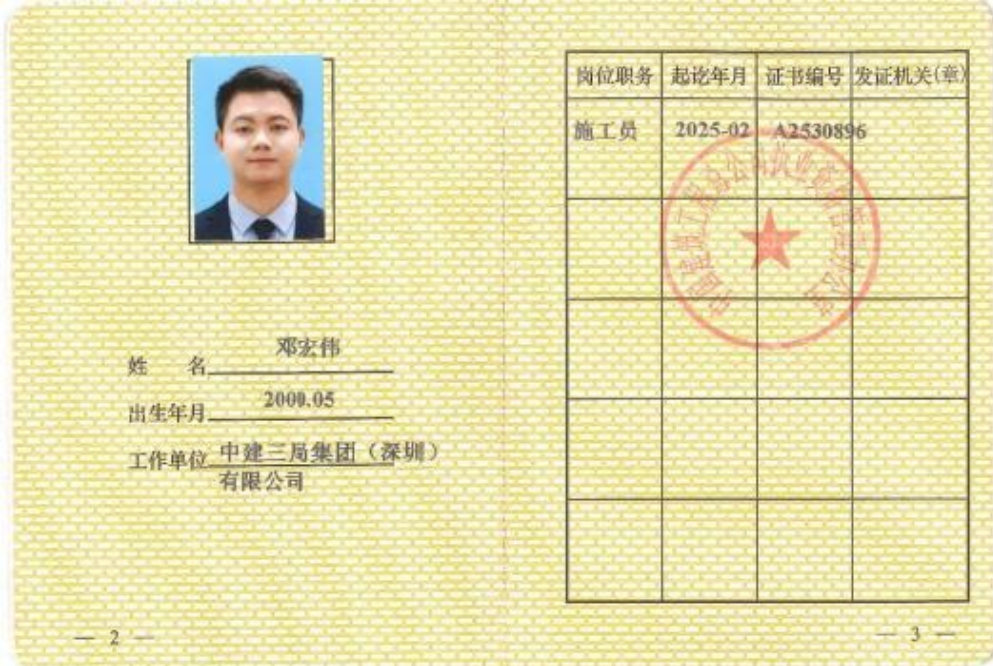 姓　名 邓宏伟
出生年月 2000.05
工作单位 中建三局集团（深圳）
有限公司
— 2 —
岗位职务 起讫年月 证书编号 发证机关(章)
施工员 2025-02 A2530896
— 3 —